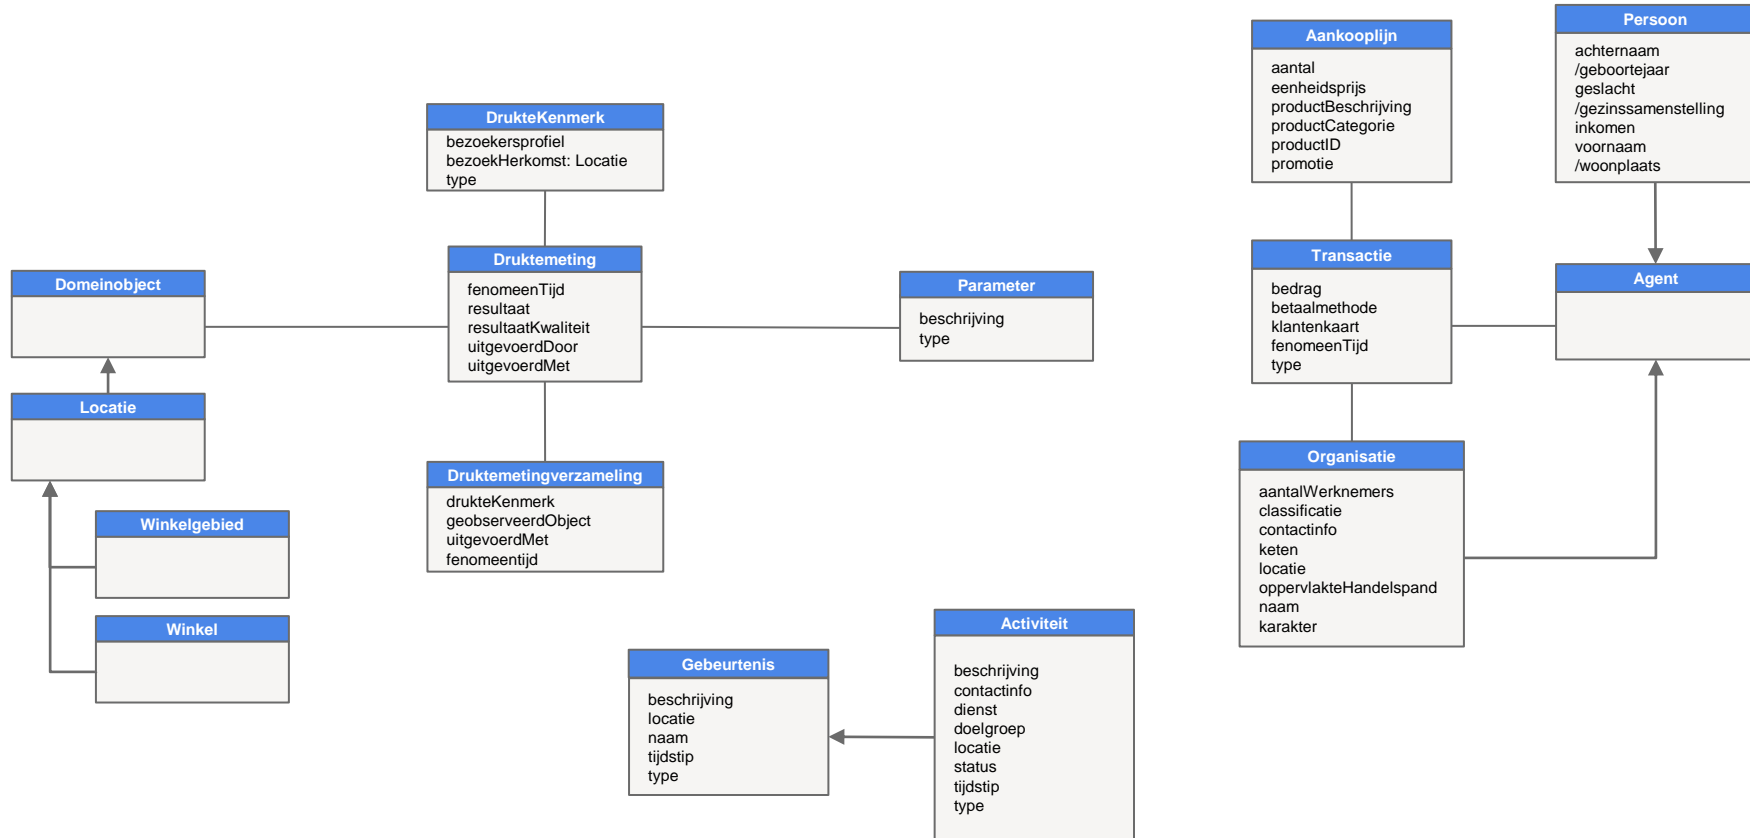 DrukteKenmerk
bezoekersprofiel
bezoekHerkomst: Locatie
type
Domeinobject
Druktemeting
fenomeenTijd
resultaat
resultaatKwaliteit
uitgevoerdDoor
uitgevoerdMet
Parameter
beschrijving
type
Locatie
Winkelgebied
Winkel
Druktemetingverzameling
drukteKenmerk
geobserveerdObject
uitgevoerdMet
fenomeentijd
Gebeurtenis
beschrijving
locatie
naam
tijdstip
type
Activiteit
beschrijving
contactinfo
dienst
doelgroep
locatie
status
tijdstip
type
Aankooplijn
aantal
eenheidsprijs
productBeschrijving
productCategorie
productID
promotie
Persoon
achternaam
/geboortejaar
geslacht
/gezinssamenstelling
inkomen
voornaam
/woonplaats
Transactie
bedrag
betaalmethode
klantenkaart
fenomeenTijd
type
Agent
Organisatie
aantalWerknemers
classificatie
contactinfo
keten
locatie
oppervlakteHandelspand
naam
karakter